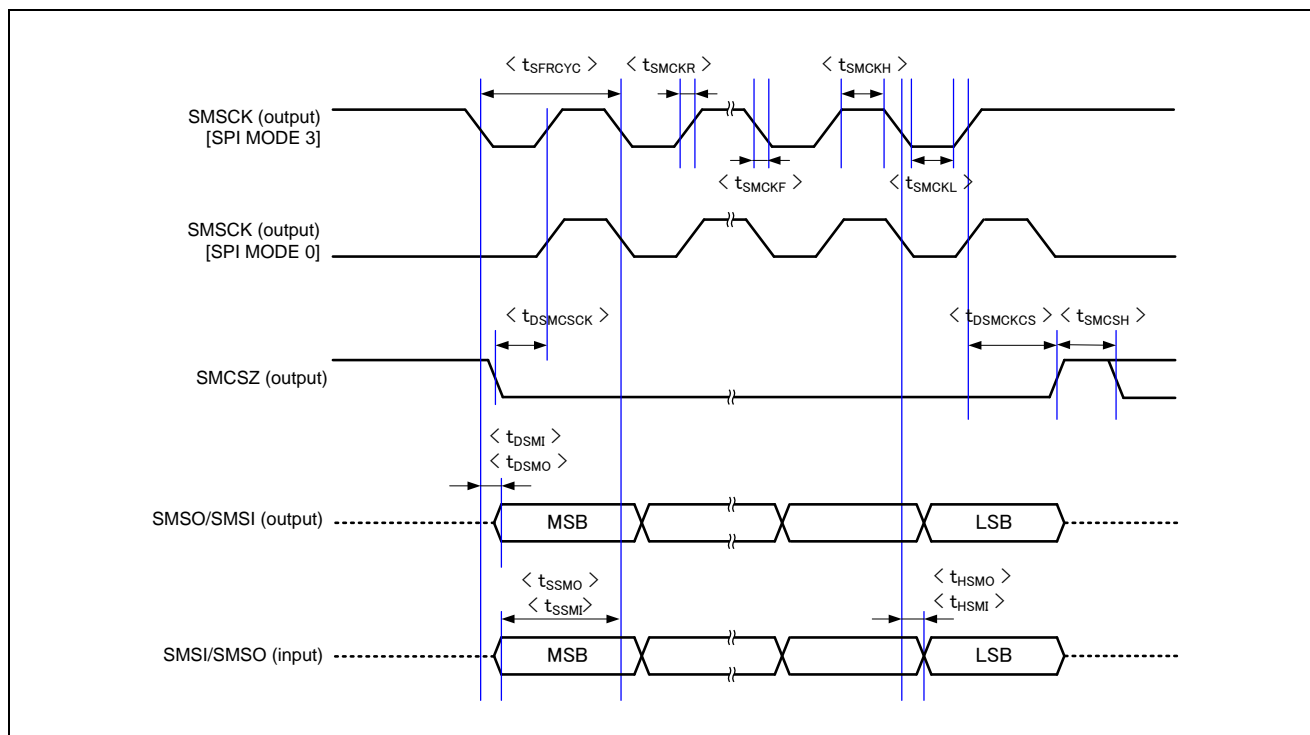 < tSFRCYC > < tSMCKR > < tSMCKH >
SMSCK (output)
[SPI MODE 3]
< tSMCKF > < tSMCKL >
SMSCK (output)
[SPI MODE 0]
< tDSMCSCK > < tDSMCKCS > < tSMCSH >
SMCSZ (output)
< tDSMI >
< tDSMO >
SMSO/SMSI (output) MSB LSB
< tSSMO > < tHSMO >
< tSSMI> < tHSMI >
SMSI/SMSO (input) MSB LSB